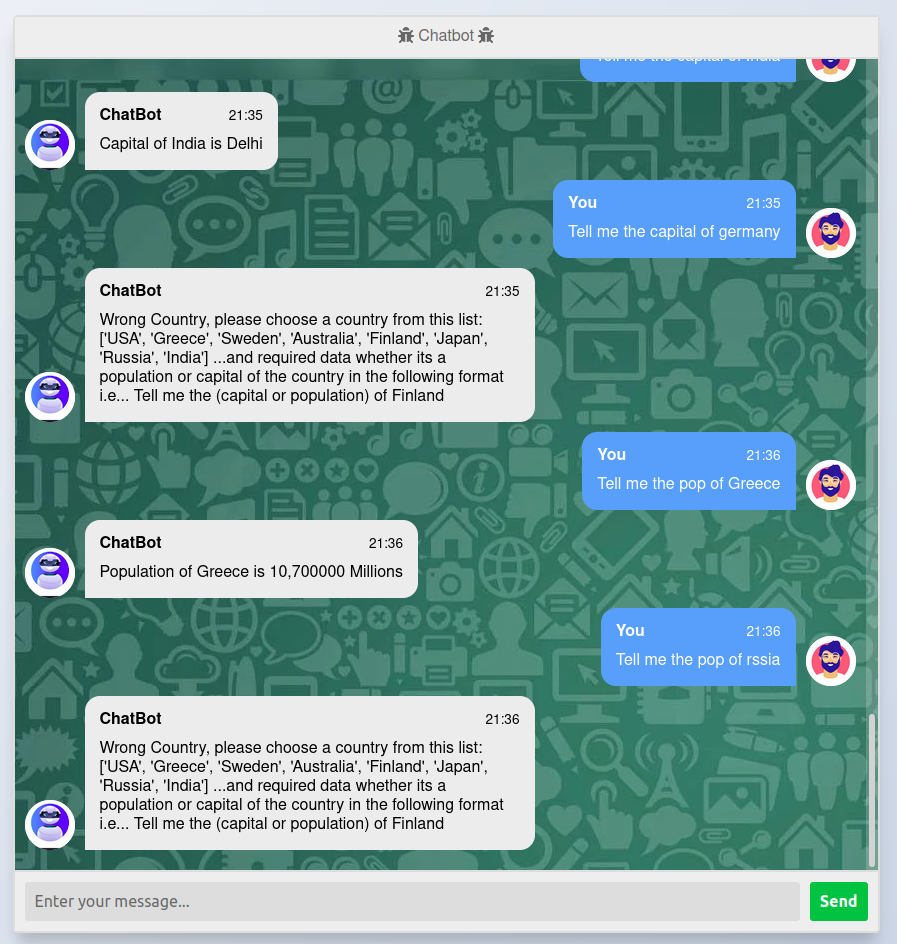 Chatbot
Tell me the capital of India
ChatBot 21:35
Capital of India is Delhi
You 21:35
Tell me the capital of germany
ChatBot 21:35
Wrong Country, please choose a country from this list:
['USA', 'Greece', 'Sweden', 'Australia', 'Finland', 'Japan',
'Russia', 'India'] ...and required data whether its a
population or capital of the country in the following format
i.e... Tell me the (capital or population) of Finland
You 21:36
Tell me the pop of Greece
ChatBot 21:36
Population of Greece is 10,700000 Millions
You 21:36
Tell me the pop of rssia
ChatBot 21:36
Wrong Country, please choose a country from this list:
['USA', 'Greece', 'Sweden', 'Australia', 'Finland', 'Japan',
'Russia', 'India'] ...and required data whether its a
population or capital of the country in the following format
i.e... Tell me the (capital or population) of Finland
Enter your message...
Send